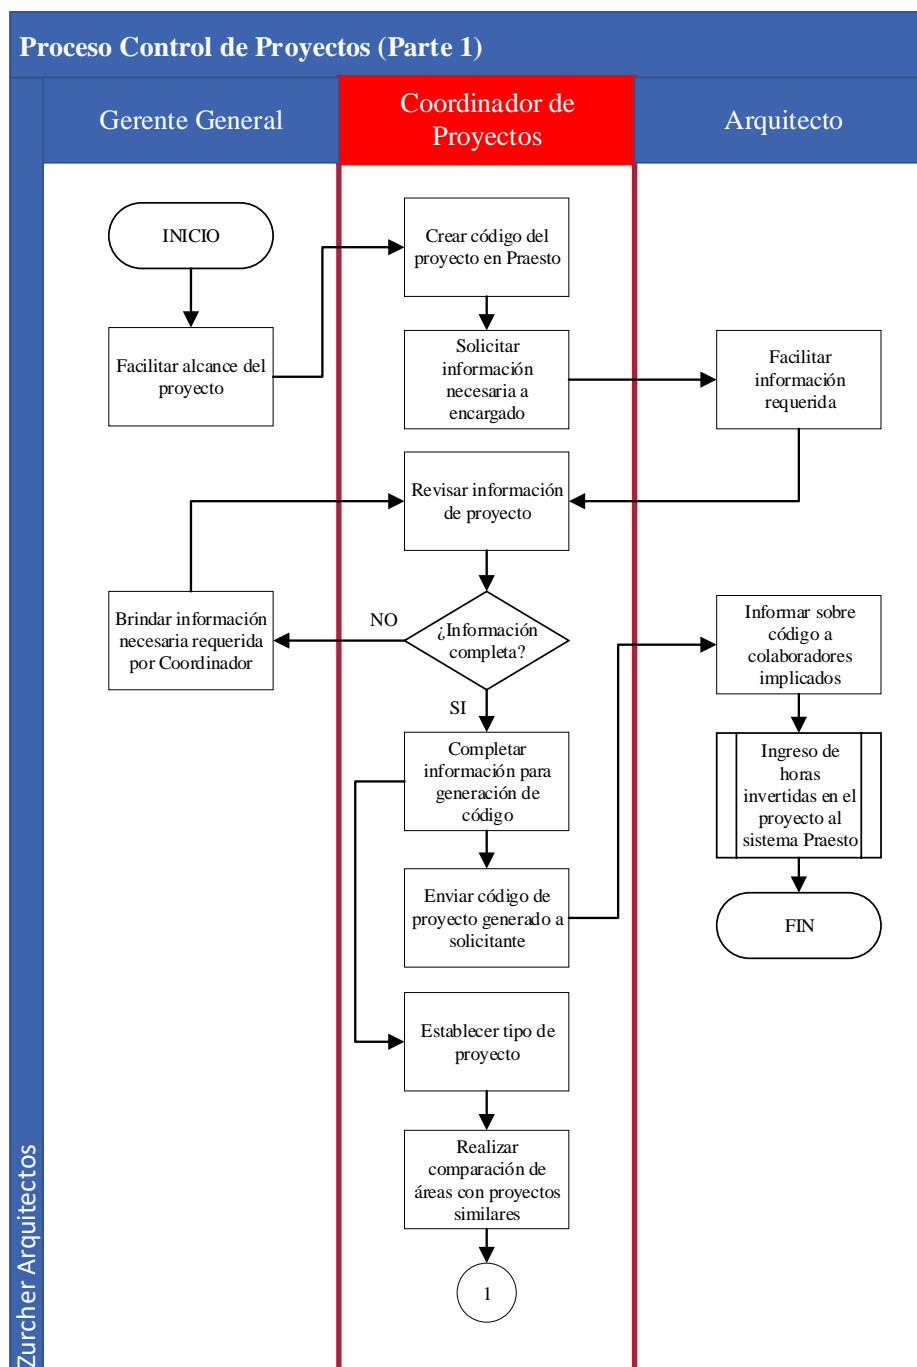 Proceso Control de Proyectos (Parte 1)
Gerente General
Coordinador de
Proyectos
Arquitecto
INICIO
Crear código del
proyecto en Praesto
Facilitar alcance del
proyecto
Solicitar
información
necesaria a
encargado
Facilitar
información
requerida
Revisar información
de proyecto
Brindar información
necesaria requerida
por Coordinador
NO
¿Información
completa?
Informar sobre
código a
colaboradores
implicados
SI
Completar
información para
generación de
código
Ingreso de
horas
invertidas en el
proyecto al
sistema Praesto
Enviar código de
proyecto generado a
solicitante
FIN
Establecer tipo de
proyecto
Realizar
comparación de
áreas con proyectos
similares
1
Zurcher Arquitectos